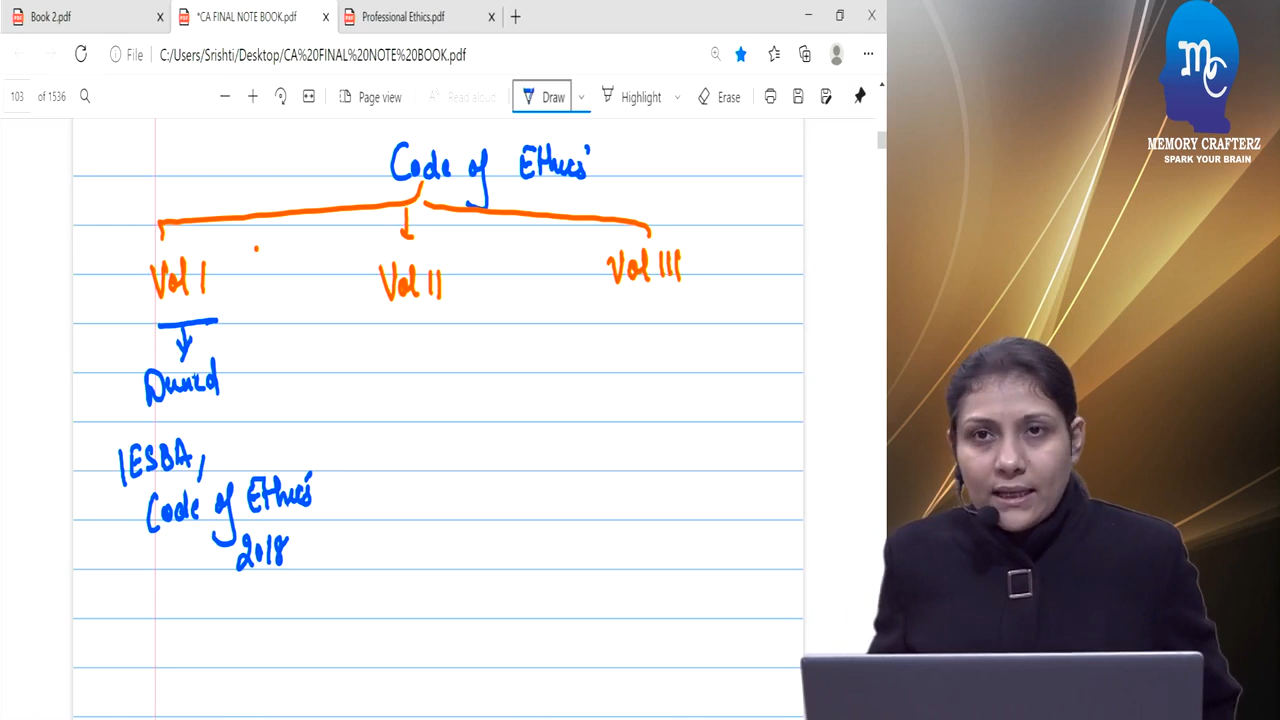 Book 2.pdf
*CA FINAL NOTE BOOK.pdf
Professional Ethics.pdf
File
C:/Users/Srishti/Desktop/CA%20FINAL%20NOTE%20BOOK.pdf
103 of 1536
Page view
Read aloud
Draw
Highlight
Erase
MC
MEMORY CRAFTERZ
SPARK YOUR BRAIN
Code of Ethics
Vol I
Vol II
Vol III
IESBA,
Code of Ethics
2018